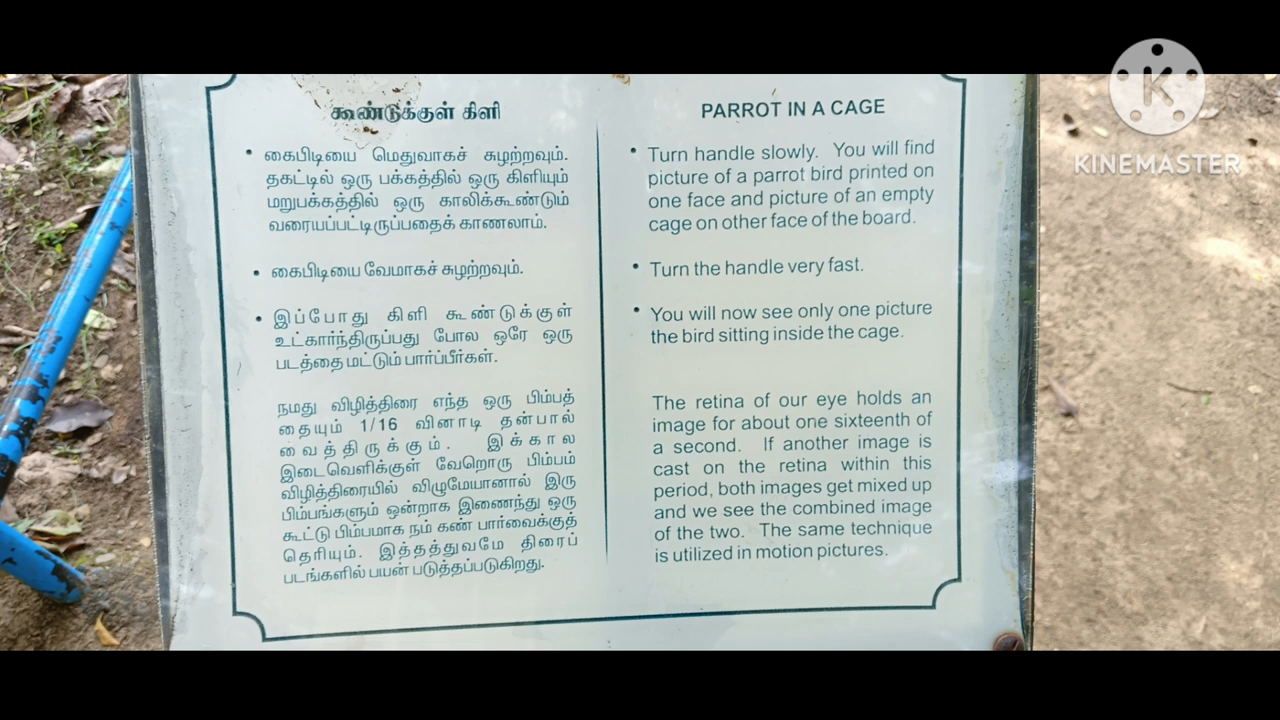 கூண்டுக்குள் கிளி
கைபிடியை மெதுவாகச் சுழற்றவும்.
தகட்டில் ஒரு பக்கத்தில் ஒரு கிளியும்
மறுபக்கத்தில் ஒரு காலிக்கூண்டும்
வரையப்பட்டிருப்பதைக் காணலாம்.
கைபிடியை வேமாகச் சுழற்றவும்.
இப்போது கிளி கூண்டுக்குள்
உட்கார்ந்திருப்பது போல ஒரே ஒரு
படத்தை மட்டும் பார்ப்பீர்கள்.
நமது விழித்திரை எந்த ஒரு பிம்பத்
தையும் 1/16 வினாடி தன்பால்
வைத்திருக்கும். இக்கால
இடைவெளிக்குள் வேறொரு பிம்பம்
விழித்திரையில் விழுமேயானால் இரு
பிம்பங்களும் ஒன்றாக இணைந்து ஒரு
கூட்டு பிம்பமாக நம் கண் பார்வைக்குத்
தெரியும். இத்தத்துவமே திரைப்
படங்களில் பயன் படுத்தப்படுகிறது.
PARROT IN A CAGE
Turn handle slowly. You will find
picture of a parrot bird printed on
one face and picture of an empty
cage on other face of the board.
Turn the handle very fast.
You will now see only one picture
the bird sitting inside the cage.
The retina of our eye holds an
image for about one sixteenth of
a second. If another image is
cast on the retina within this
period, both images get mixed up
and we see the combined image
of the two. The same technique
is utilized in motion pictures.
K
KINEMASTER